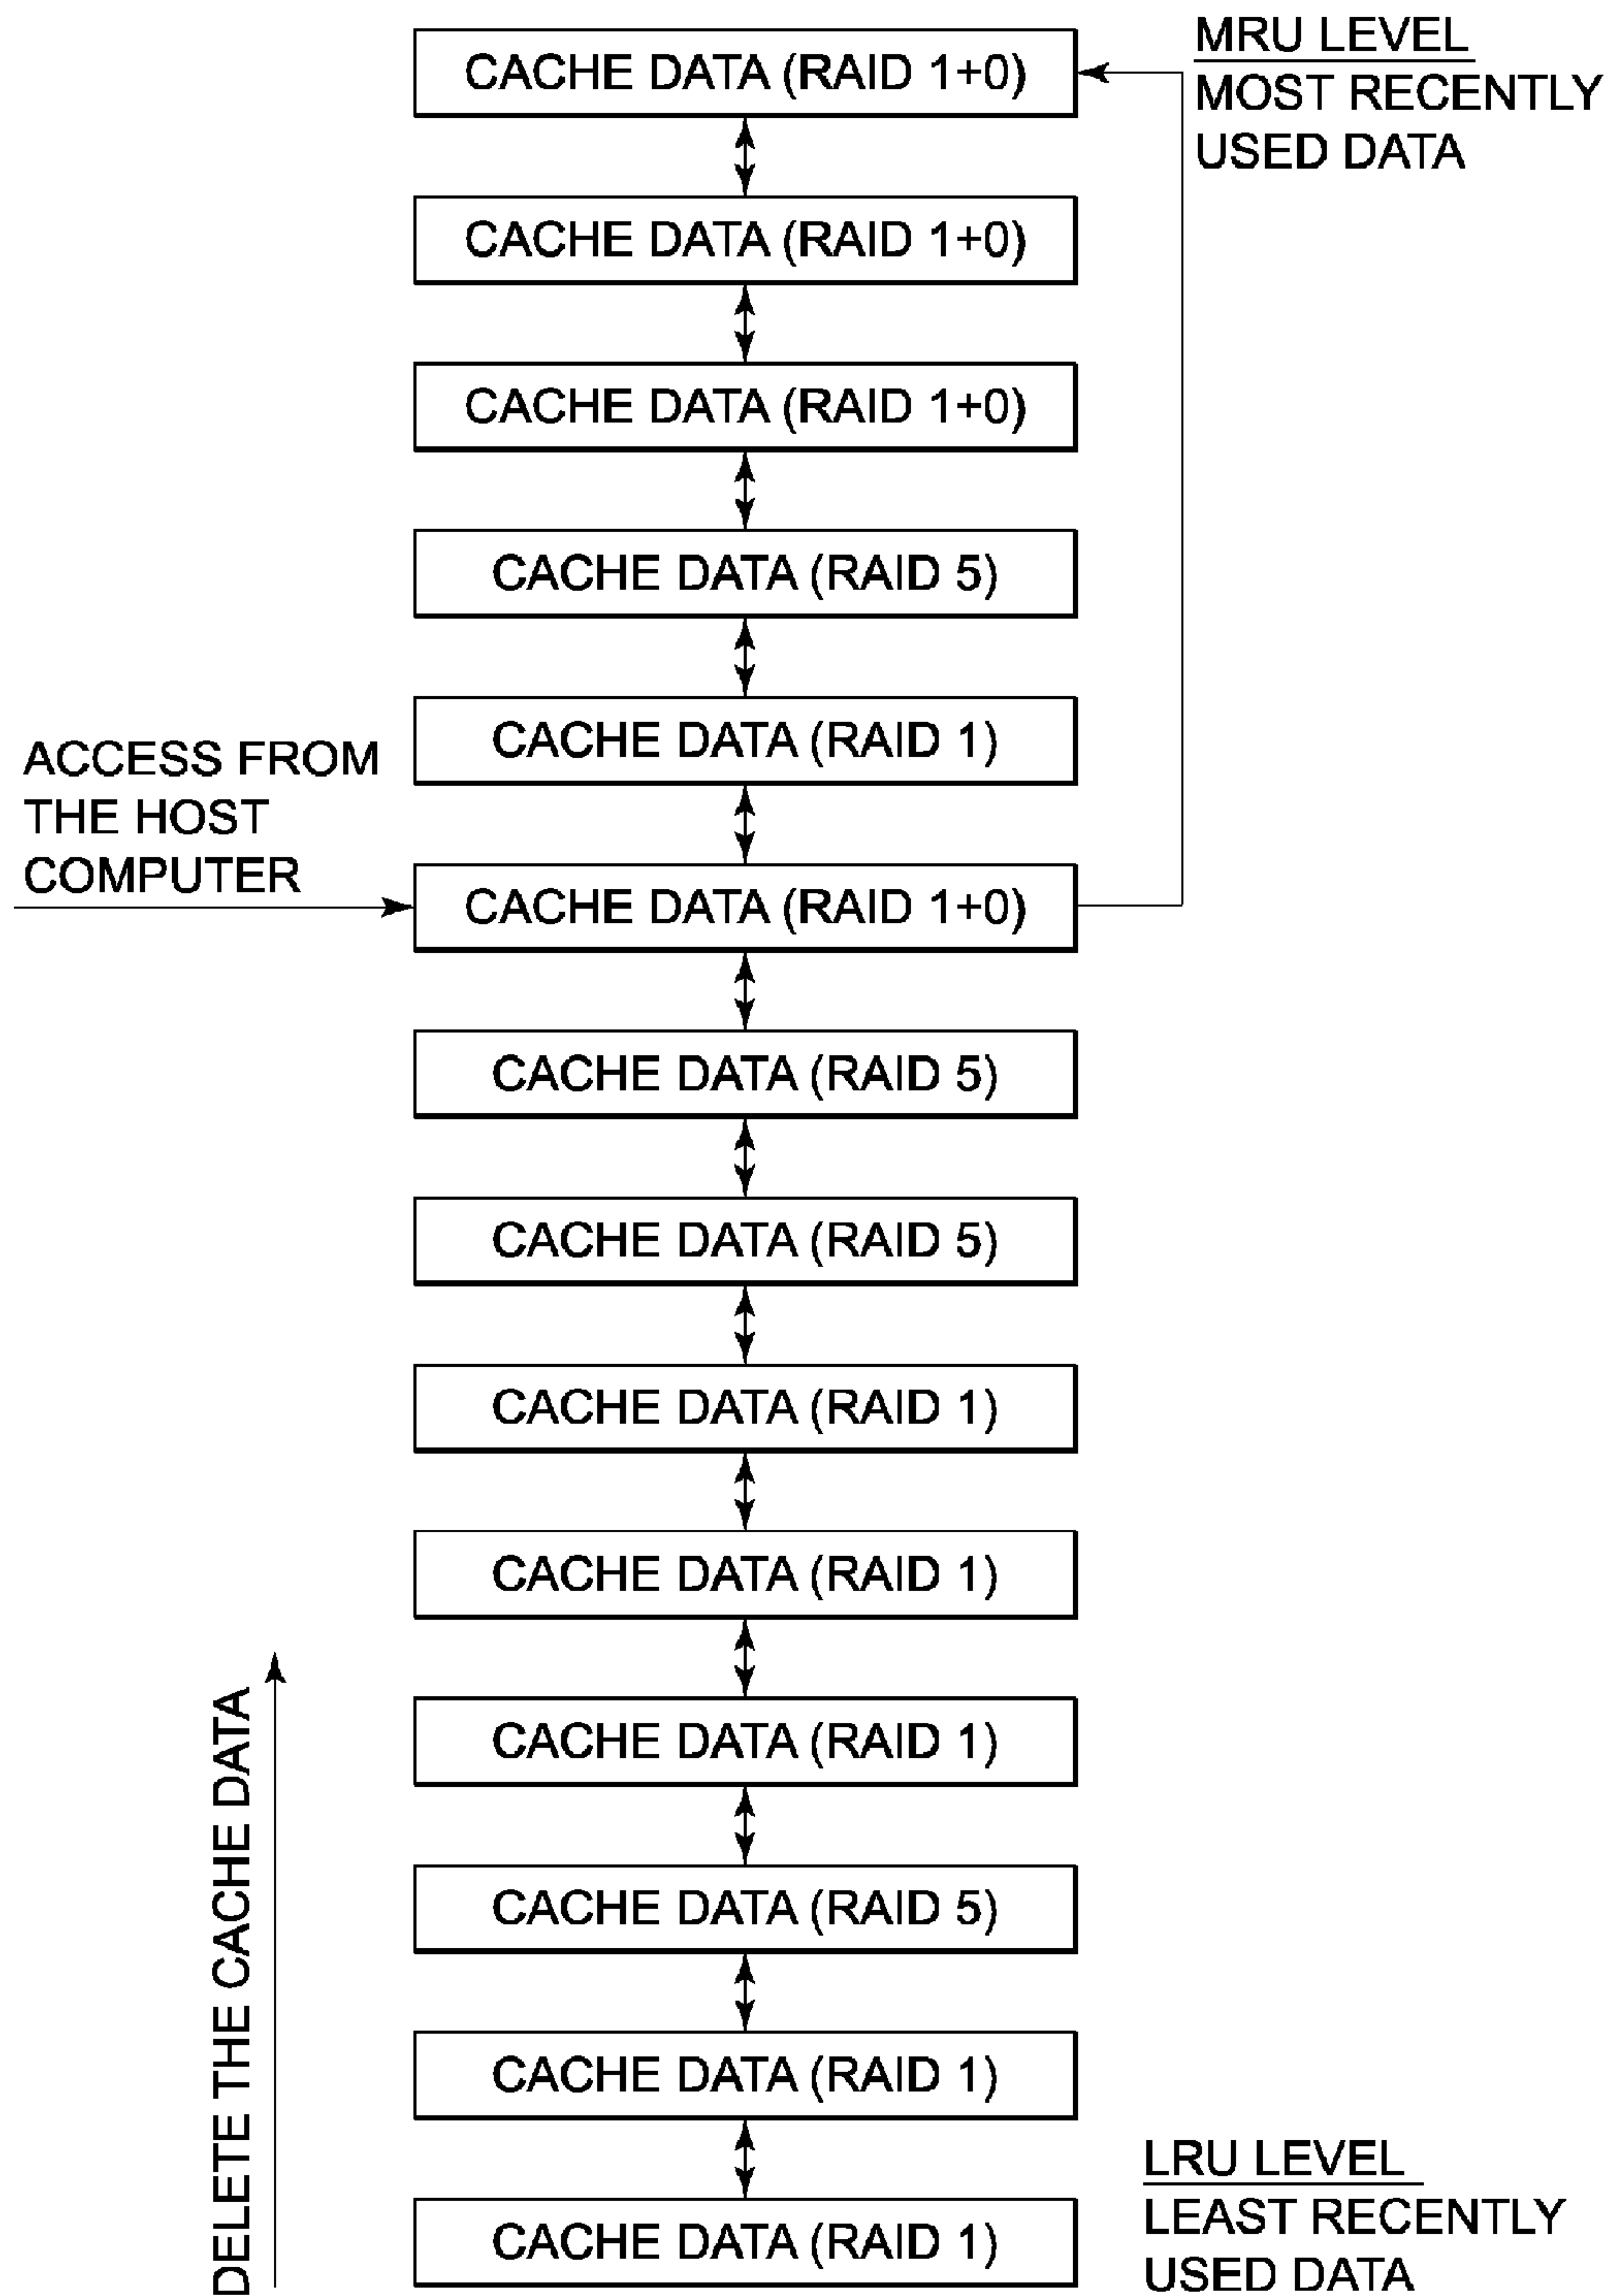 MRU LEVEL
MOST RECENTLY
USED DATA
CACHE DATA (RAID 1+0)
CACHE DATA (RAID 1+0)
CACHE DATA (RAID 1+0)
CACHE DATA (RAID 5)
CACHE DATA (RAID 1)
ACCESS FROM
THE HOST
COMPUTER
CACHE DATA (RAID 1+0)
CACHE DATA (RAID 5)
CACHE DATA (RAID 5)
CACHE DATA (RAID 1)
CACHE DATA (RAID 1)
CACHE DATA (RAID 1)
CACHE DATA (RAID 5)
CACHE DATA (RAID 1)
CACHE DATA (RAID 1)
DELETE THE CACHE DATA
LRU LEVEL
LEAST RECENTLY
USED DATA